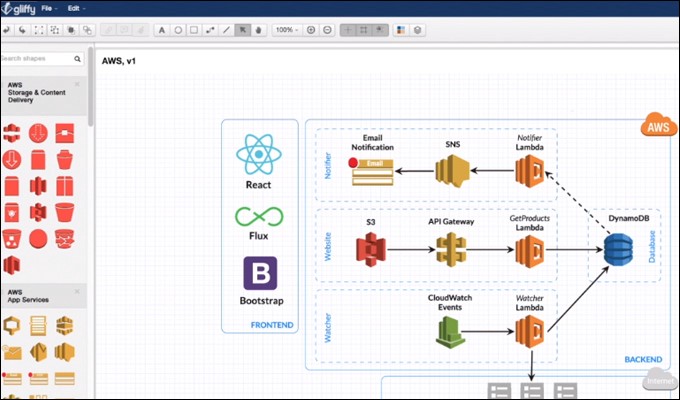 gliffy
File
Edit
100%
A
Search shapes
AWS, v1
AWS
Storage & Content
Delivery
AWS
App Services
React
Flux
B
Bootstrap
FRONTEND
AWS
Notifier
Email
Notification
Email
SNS
Notifier
Lambda
Website
S3
API Gateway
GetProducts
Lambda
DynamoDB
Database
Watcher
CloudWatch
Events
Watcher
Lambda
BACKEND
Internet